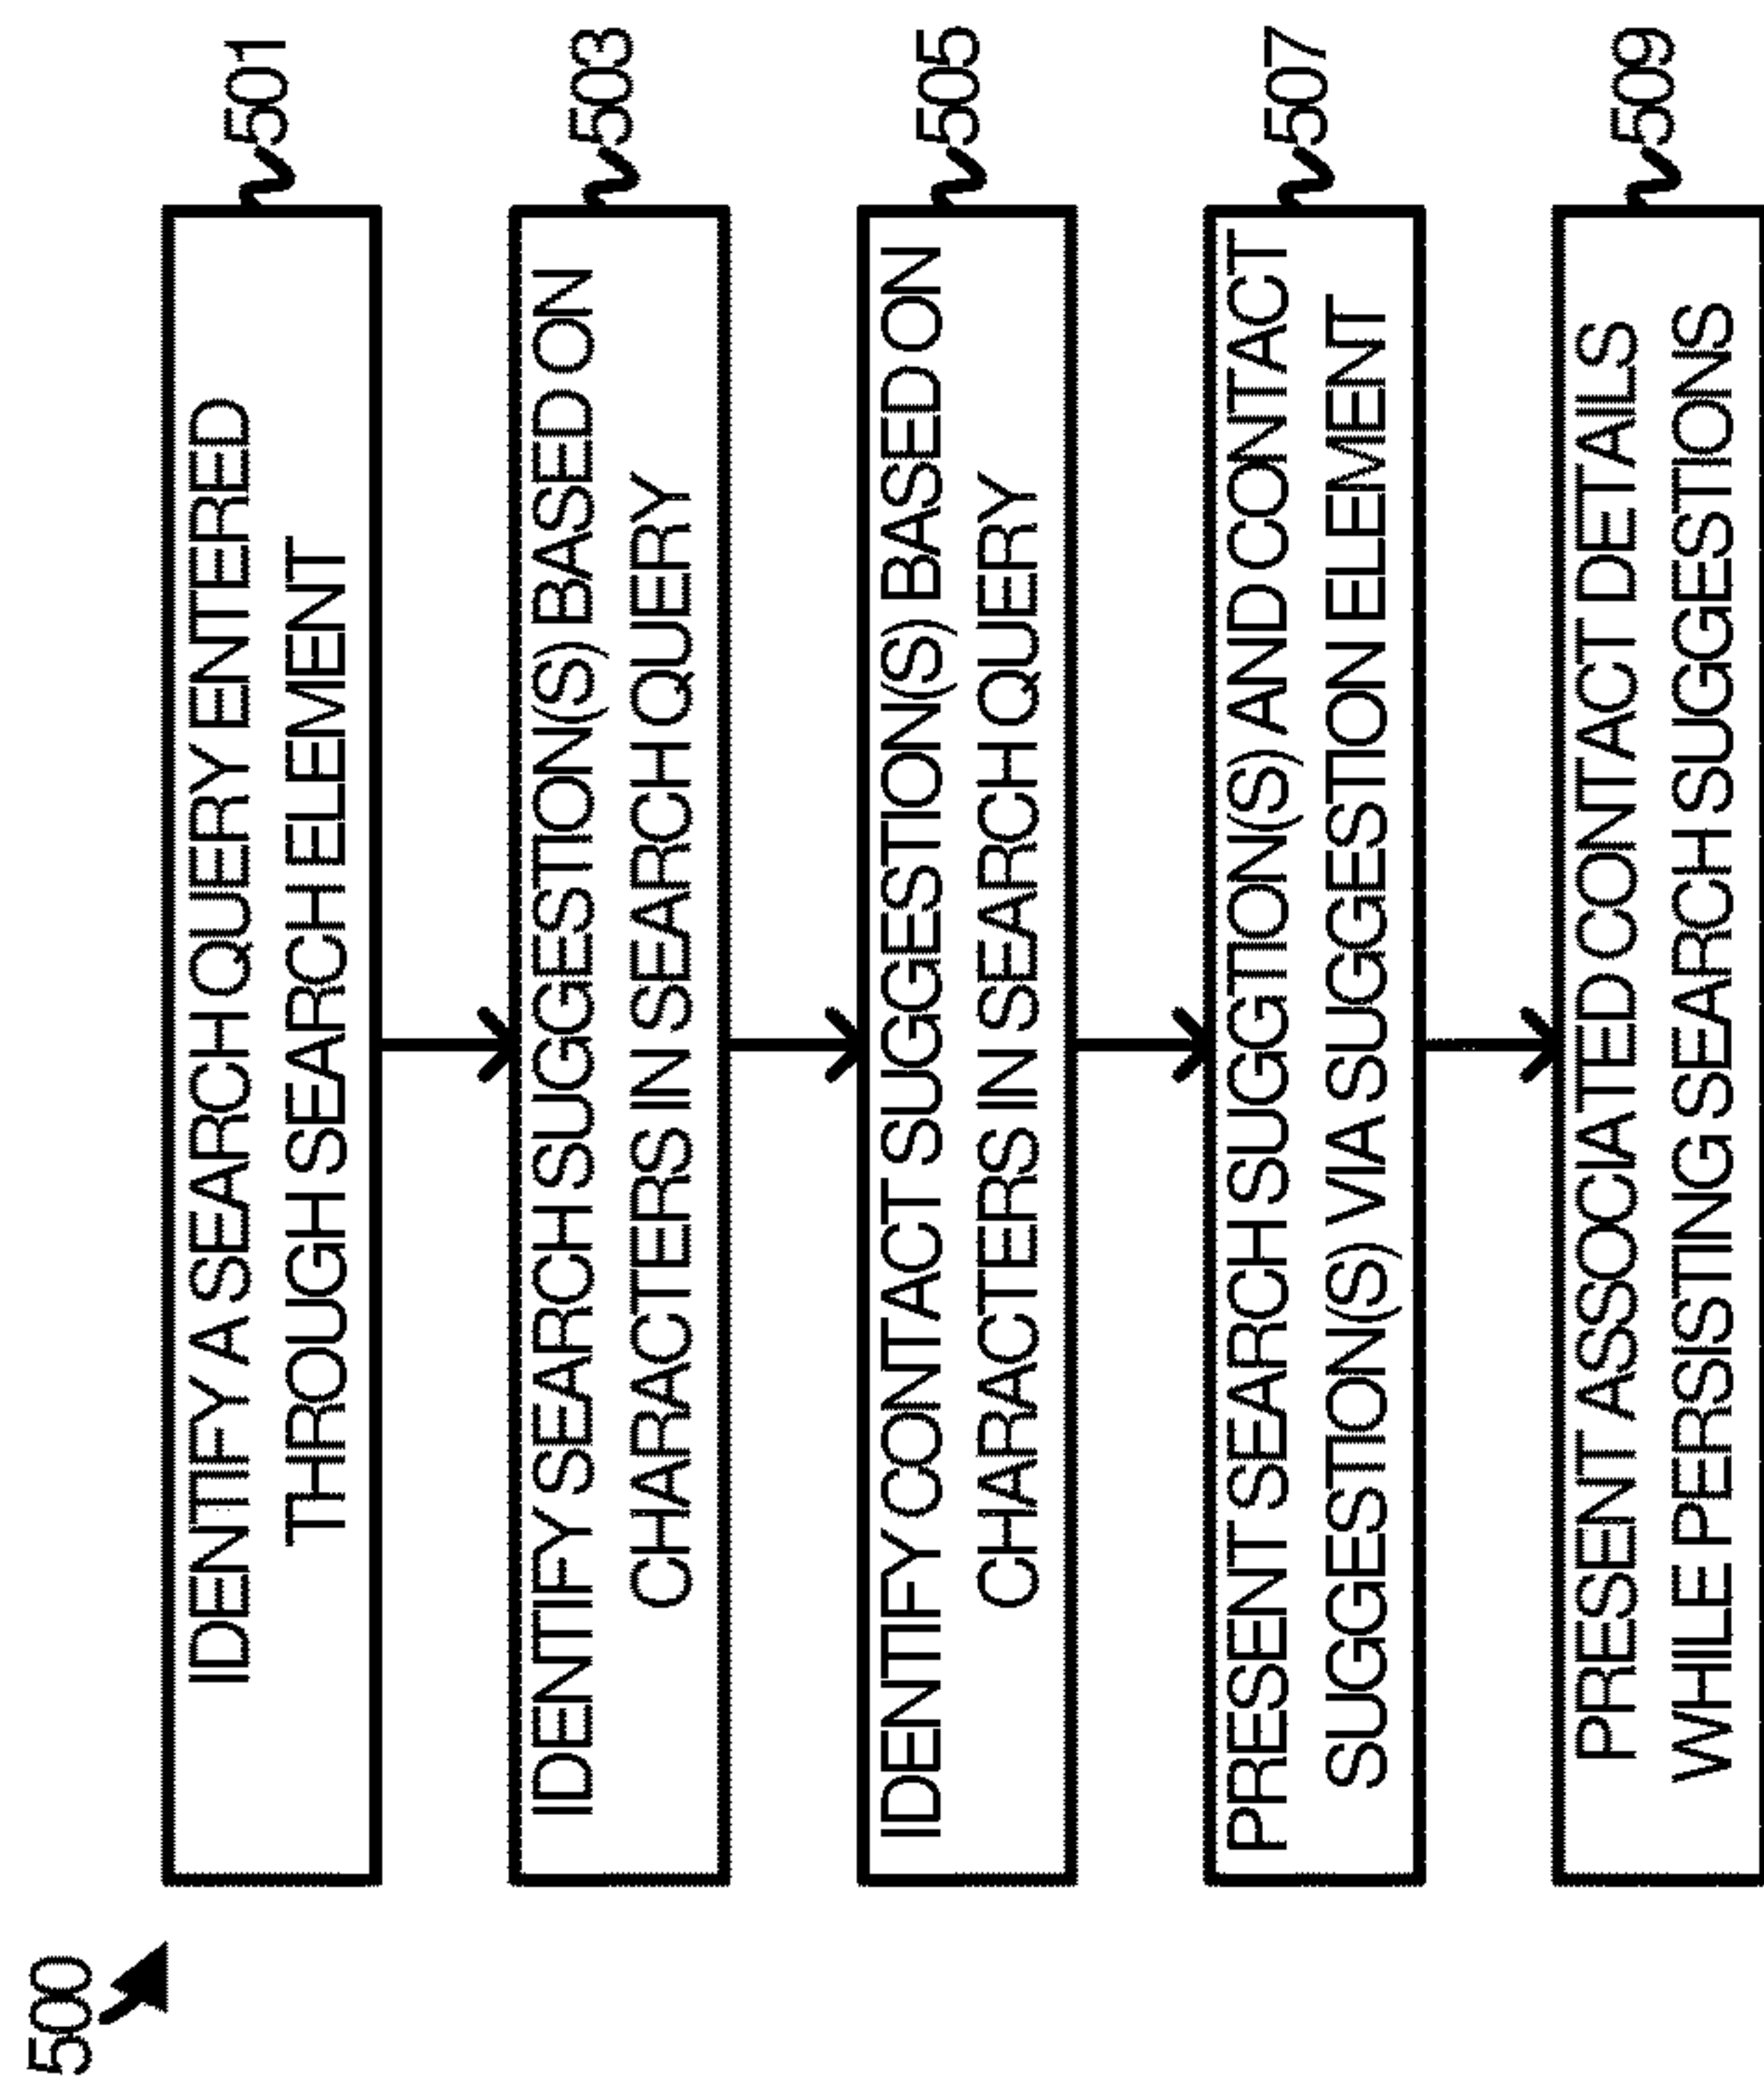 500
IDENTIFY A SEARCH QUERY ENTERED
THROUGH SEARCH ELEMENT
501
IDENTIFY SEARCH SUGGESTION(S) BASED ON
CHARACTERS IN SEARCH QUERY
503
IDENTIFY CONTACT SUGGESTION(S) BASED ON
CHARACTERS IN SEARCH QUERY
505
PRESENT SEARCH SUGGTION(S) AND CONTACT
SUGGESTION(S) VIA SUGGESTION ELEMENT
507
PRESENT ASSOCIATED CONTACT DETAILS
WHILE PERSISTING SEARCH SUGGESTIONS
509